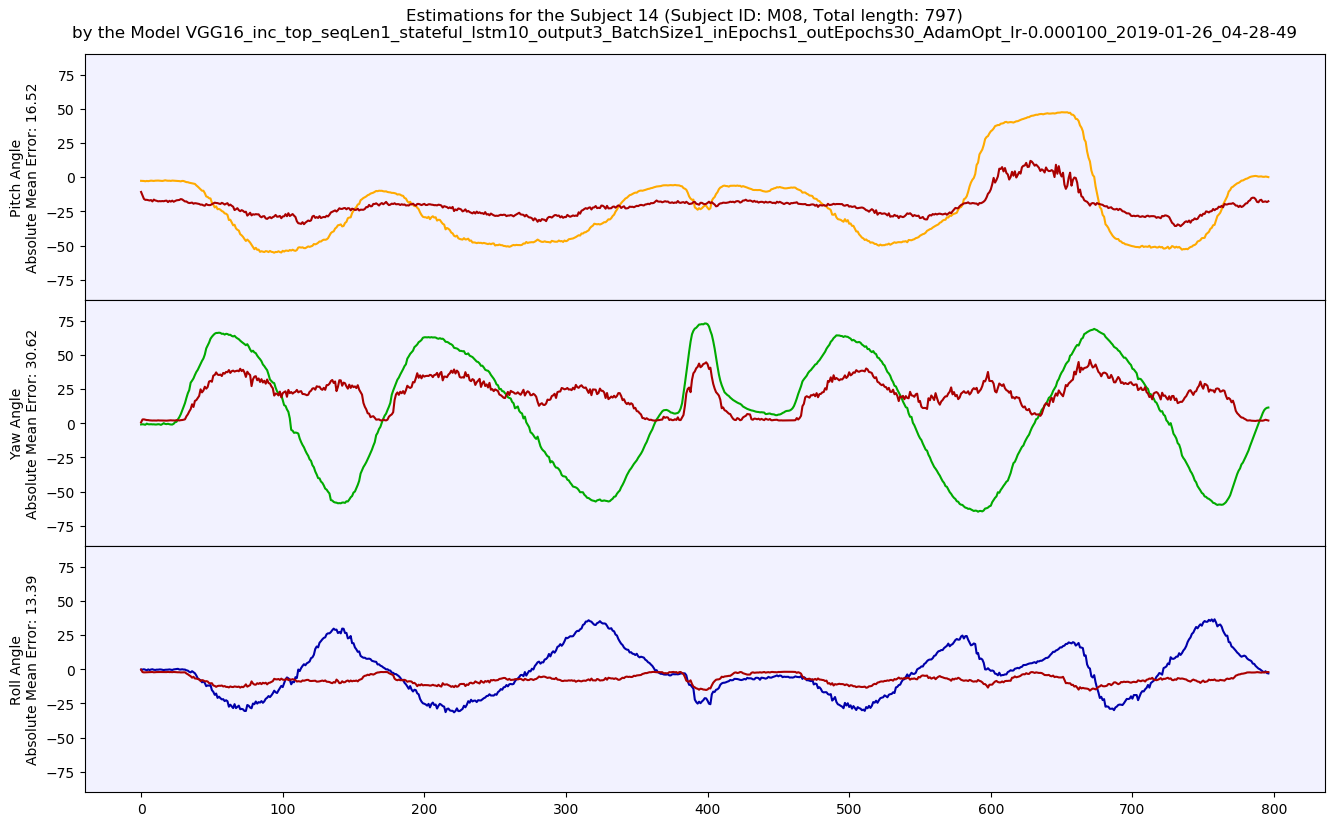 Estimations for the Subject 14 (Subject ID: M08, Total length: 797)
by the Model VGG16_inc_top_seqLen1_stateful_lstm10_output3_BatchSize1_inEpochs1_outEpochs30_AdamOpt_lr-0.000100_2019-01-26_04-28-49
Pitch Angle
Absolute Mean Error: 16.52
75
50
25
0
−25
−50
−75
Yaw Angle
Absolute Mean Error: 30.62
75
50
25
0
−25
−50
−75
Roll Angle
Absolute Mean Error: 13.39
75
50
25
0
−25
−50
−75
0 100 200 300 400 500 600 700 800